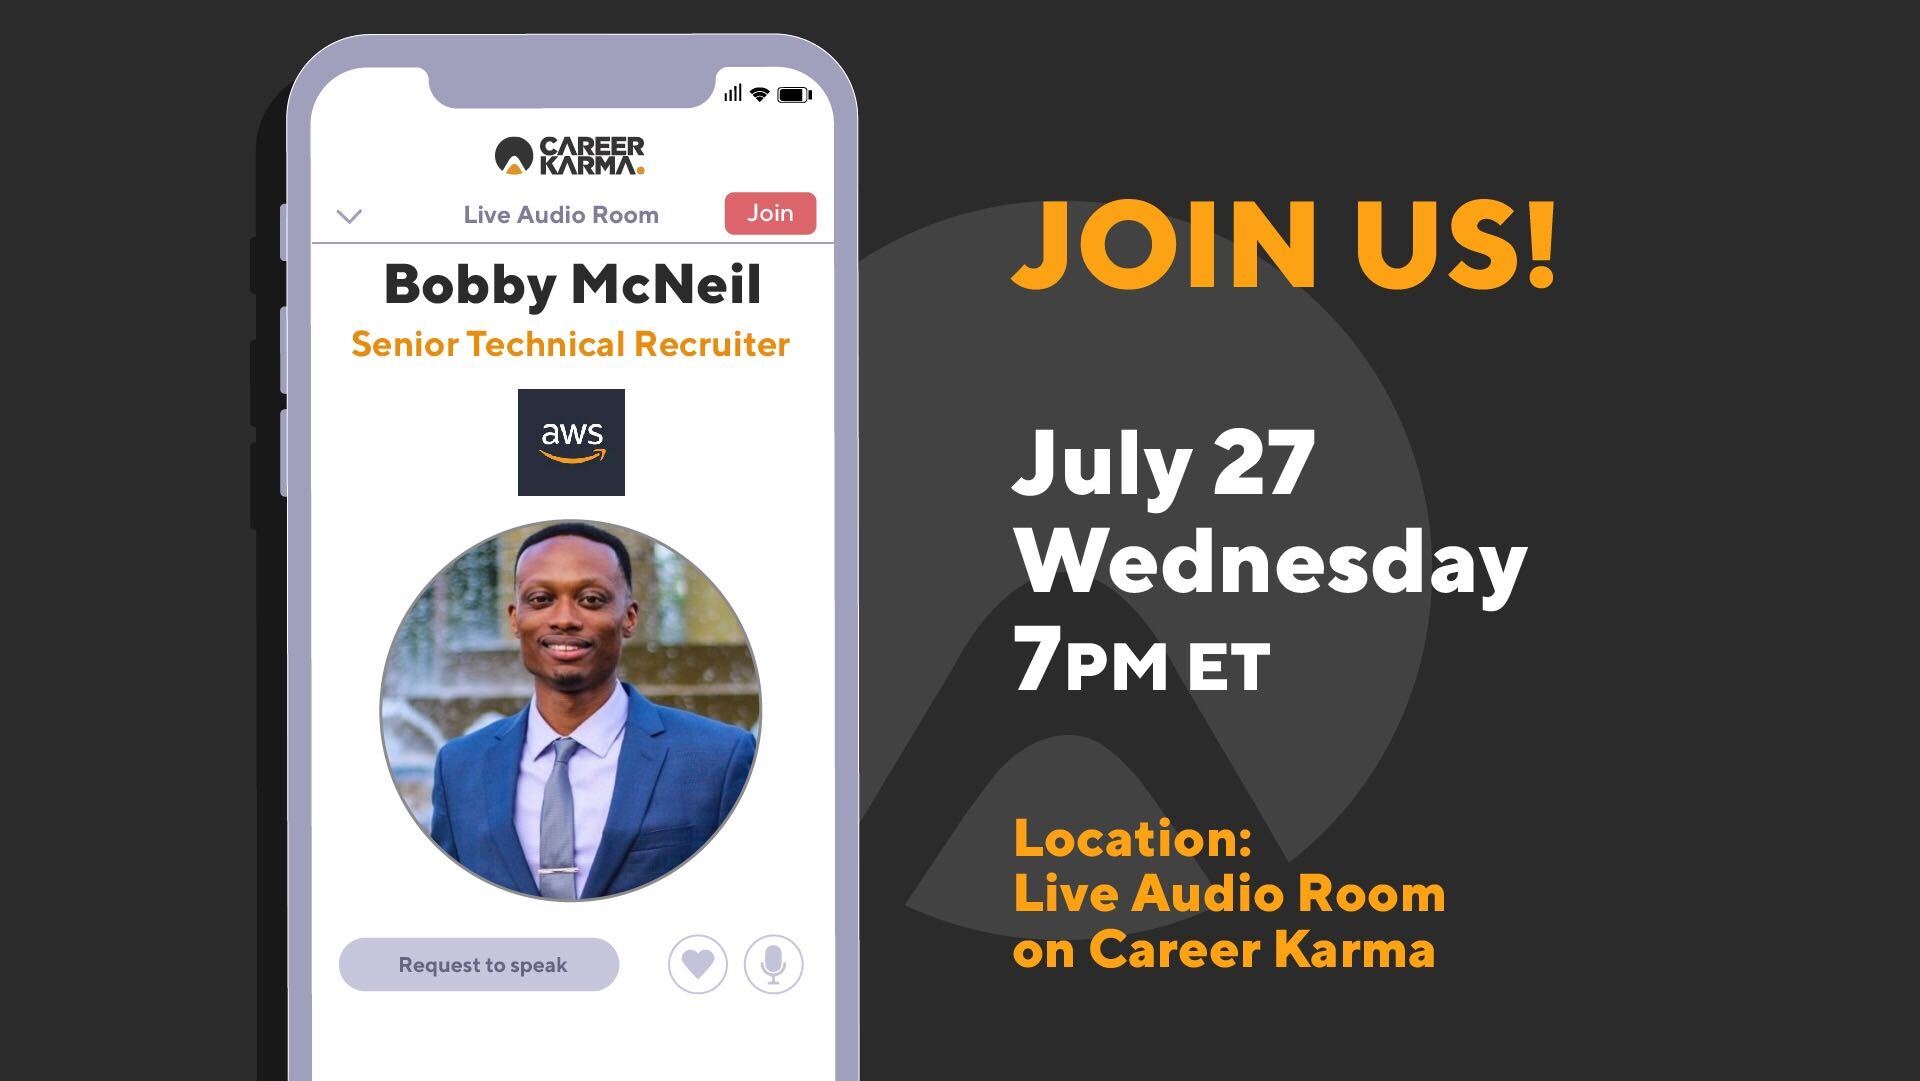 CAREER
KARMA.
Live Audio Room
Join
Bobby McNeil
Senior Technical Recruiter
aws
Request to speak
JOIN US!
July 27
Wednesday
7PM ET
Location:
Live Audio Room
on Career Karma